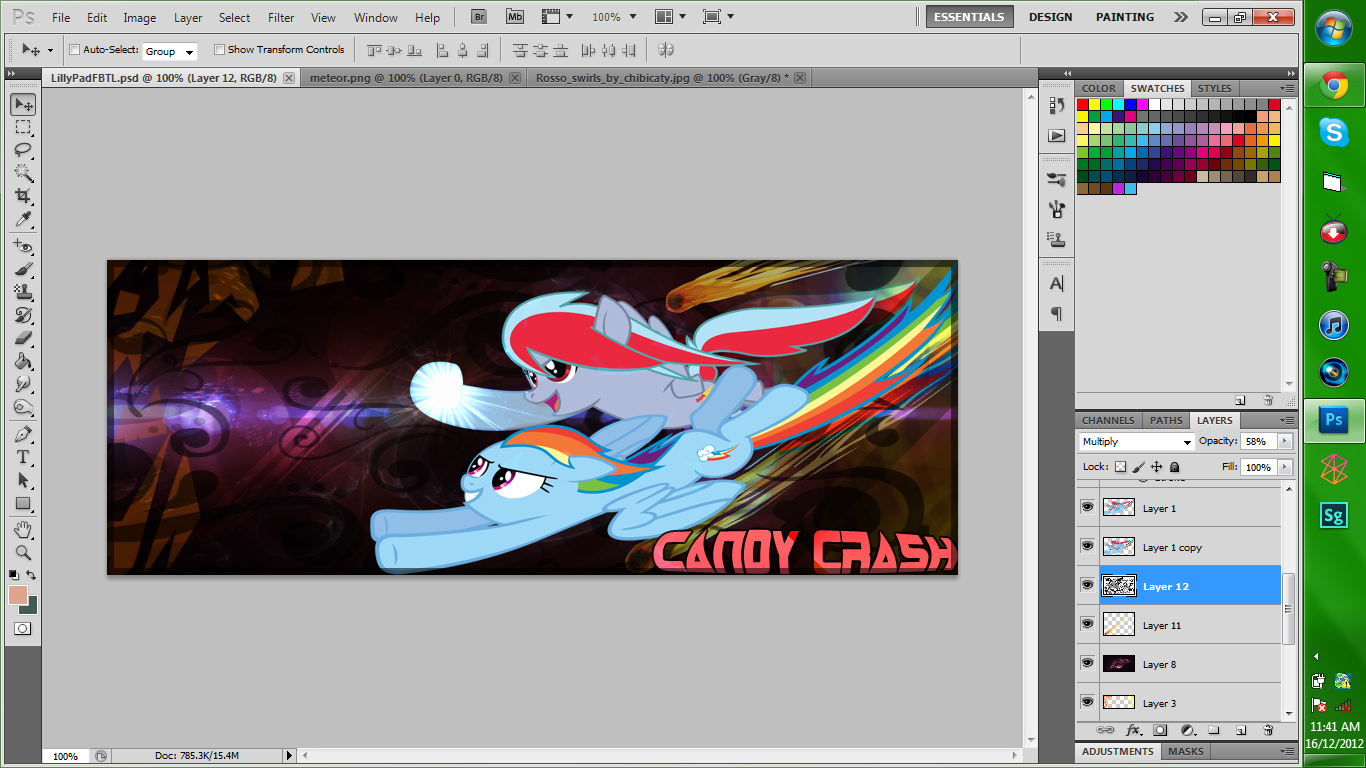 Ps File Edit Image Layer Select Filter View Window Help Br Mb 100% ESSENTIALS DESIGN PAINTING
Auto-Select: Group Show Transform Controls
LillyPadFBTL.psd @ 100% (Layer 12, RGB/8) meteor.png @ 100% (Layer 0, RGB/8) Rosso_swirls_by_chibicaty.jpg @ 100% (Gray/8) *
COLOR SWATCHES STYLES
CANDY CRASH
CHANNELS PATHS LAYERS
Multiply Opacity: 58%
Lock: Fill: 100%
Layer 1
Layer 1 copy
Layer 12
Layer 11
Layer 8
Layer 3
ADJUSTMENTS MASKS
100% Doc: 785.3K/15.4M
T
A
Ps
Sg
11:41 AM
16/12/2012